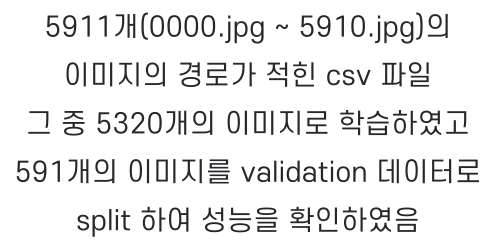 5911개(0000.jpg ~ 5910.jpg)의
이미지의 경로가 적힌 csv 파일
그 중 5320개의 이미지로 학습하였고
591개의 이미지를 validation 데이터로
split 하여 성능을 확인하였음